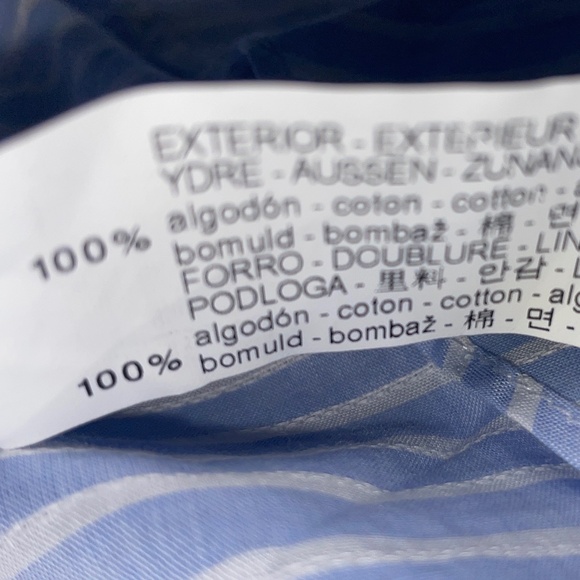 EXTERIOR - EXTERIEUR
YDRE - AUSSEN - ZUNAN
100% algodón - coton - cotton -
bomuld - bombaž - 棉 - 면
FORRO - DOUBLURE - LIN
PODLOGA - 里料 - 안감 -
100% algodón - coton - cotton - alg
bomuld - bombaž - 棉 - 면 -